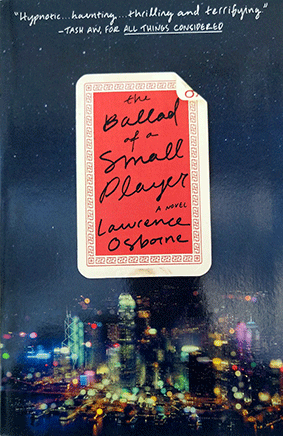 "Hypnotic...haunting...thrilling and terrifying."
-TASH AW, FOR ALL THINGS CONSIDERED
the
Ballad
of a
Small
Player
A NOVEL
Lawrence
Osborne